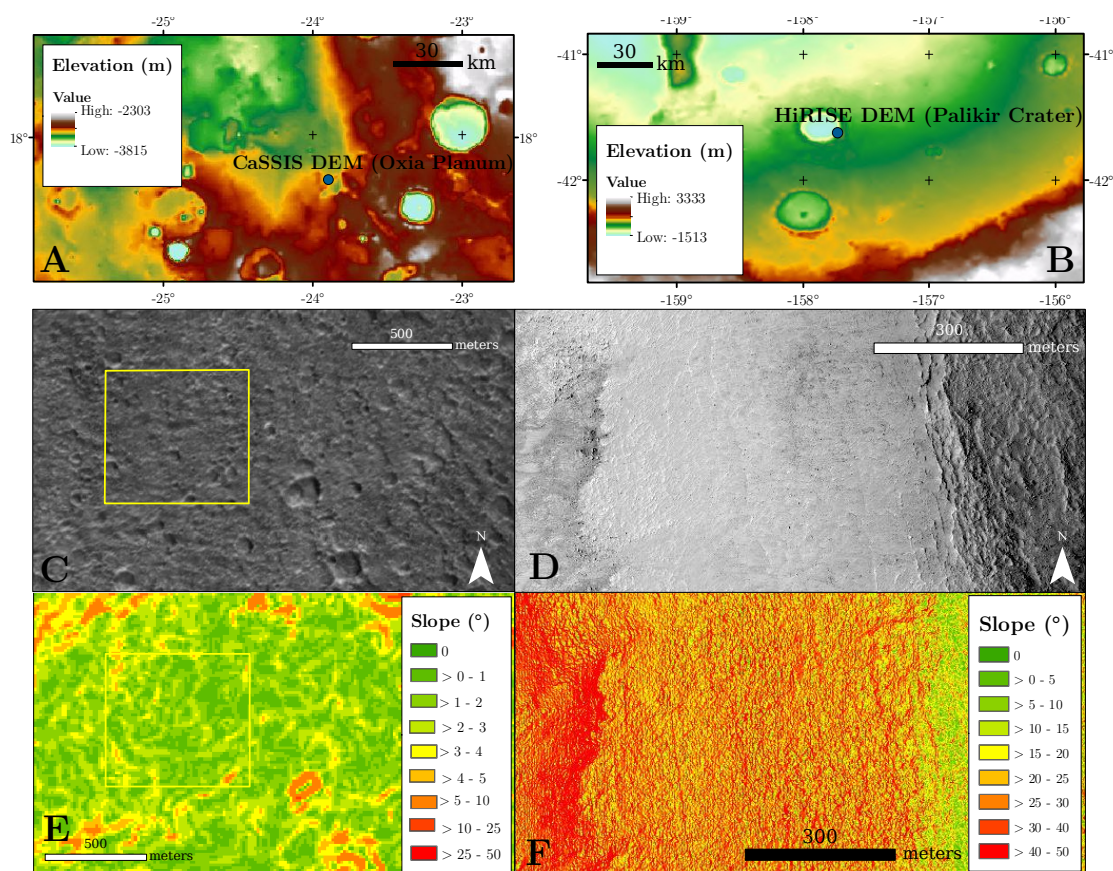 -25° -24° -23°
-159° -158° -157° -156°
30
km
Elevation (m)
Value
High: -2303
Low: -3815
18° 18°
CaSSIS DEM (Oxia Planum)
A
-25° -24° -23°
-41° -41°
30
km
HiRISE DEM (Palikir Crater)
Elevation (m)
Value
High: 3333
Low: -1513
-42° -42°
B
-159° -158° -157° -156°
500
meters
N
C
300
meters
N
D
Slope (°)
0
> 0 - 1
> 1 - 2
> 2 - 3
> 3 - 4
> 4 - 5
> 5 - 10
> 10 - 25
> 25 - 50
E
500
meters
Slope (°)
0
> 0 - 5
> 5 - 10
> 10 - 15
> 15 - 20
> 20 - 25
> 25 - 30
> 30 - 40
> 40 - 50
F
300
meters